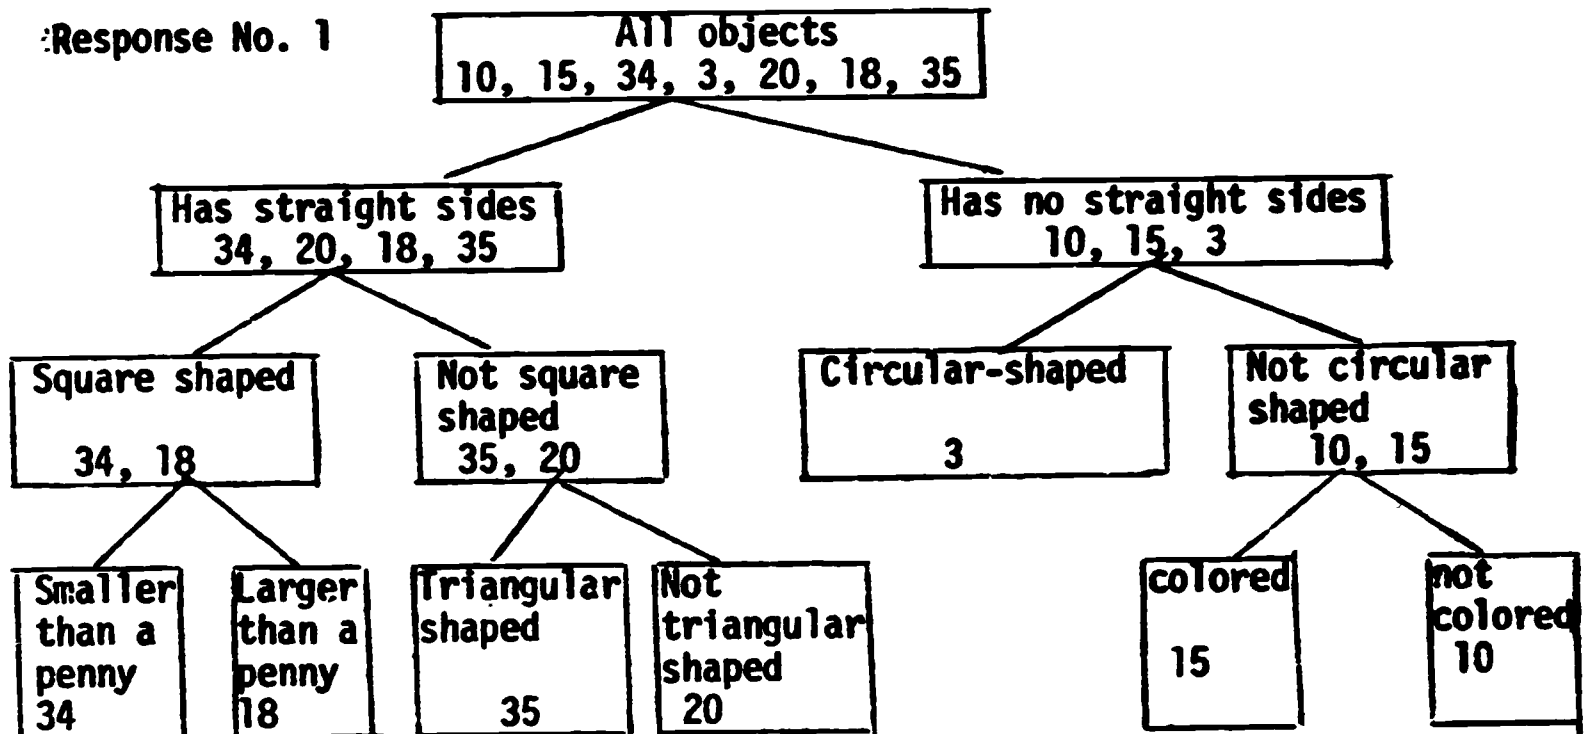 Response No. 1
All objects
10, 15, 34, 3, 20, 18, 35
Has straight sides
34, 20, 18, 35
Has no straight sides
10, 15, 3
Square shaped
34, 18
Not square
shaped
35, 20
Circular-shaped
3
Not circular
shaped
10, 15
Smaller
than a
penny
34
Larger
than a
penny
18
Triangular
shaped
35
Not
triangular
shaped
20
colored
15
not
colored
10